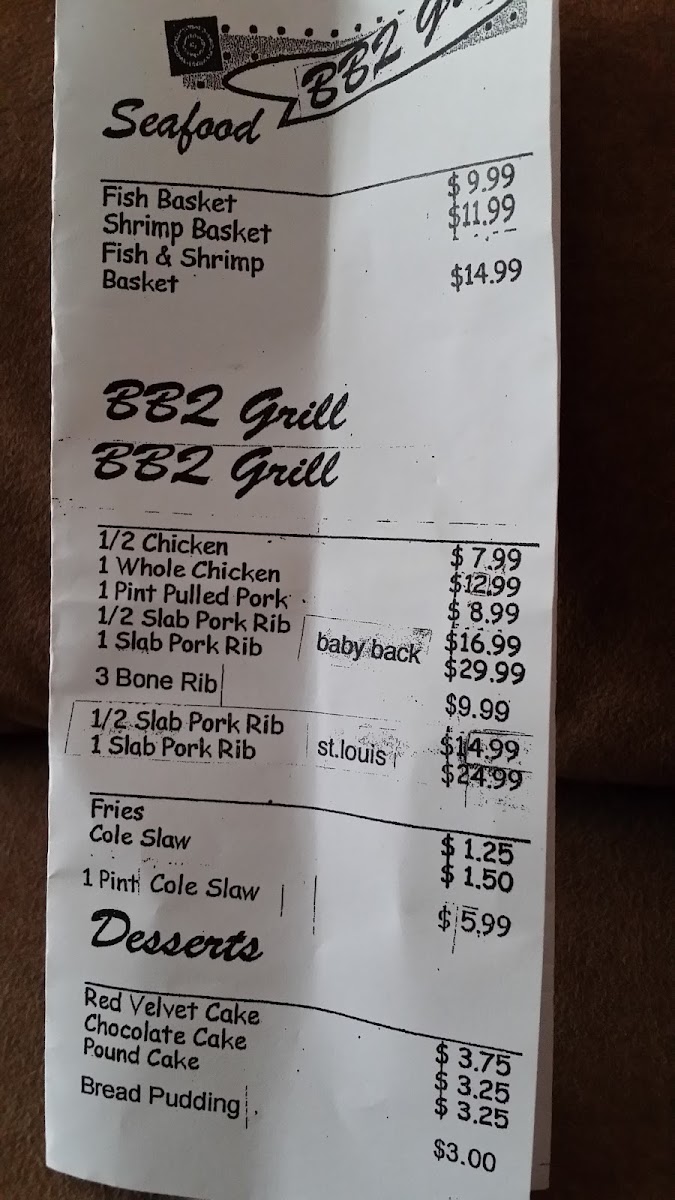 BBQ
Seafood
Fish Basket $ 9.99
Shrimp Basket $11.99
Fish & Shrimp
Basket $14.99
BBQ Grill
BBQ Grill
1/2 Chicken $ 7.99
1 Whole Chicken $12.99
1 Pint Pulled Pork $ 8.99
1/2 Slab Pork Rib $16.99
1 Slab Pork Rib baby back $29.99
3 Bone Rib $9.99
1/2 Slab Pork Rib $14.99
1 Slab Pork Rib st.louis $24.99
Fries $ 1.25
Cole Slaw $ 1.50
1 Pint Cole Slaw $ 5.99
Desserts
Red Velvet Cake $ 3.75
Chocolate Cake $ 3.25
Pound Cake $ 3.25
Bread Pudding $3.00